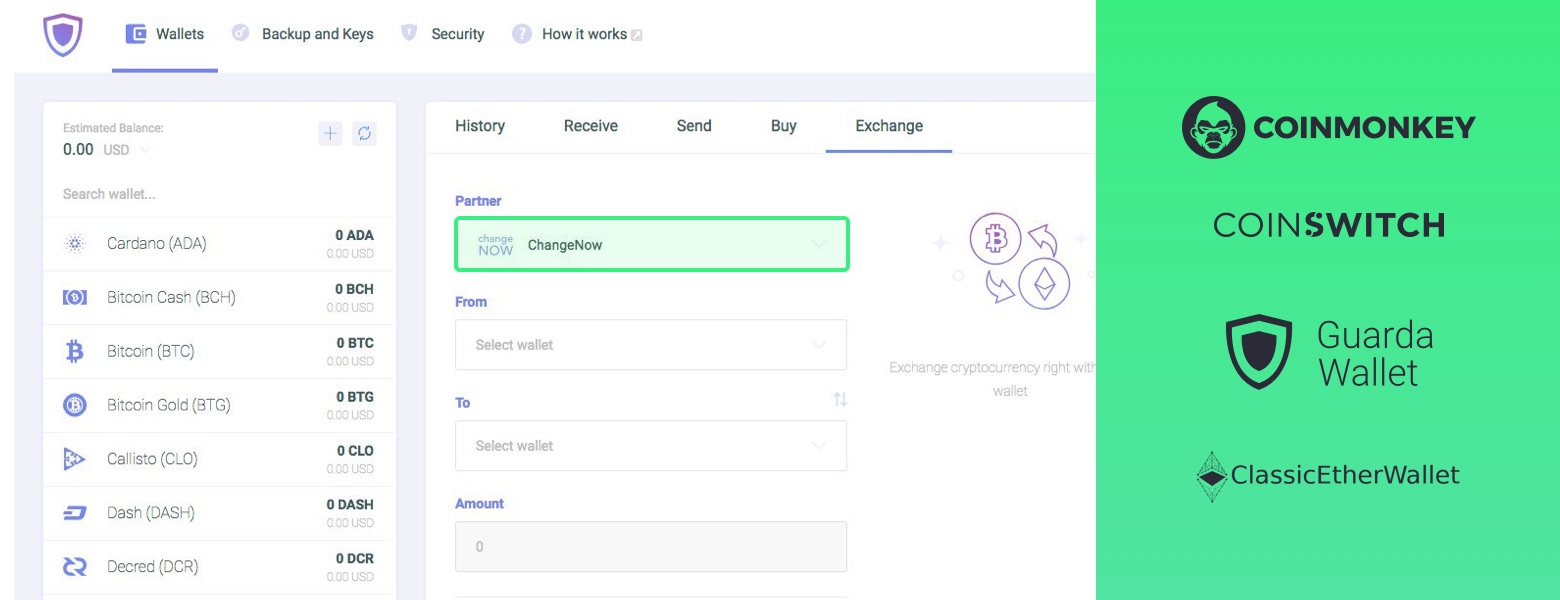 Wallets
Backup and Keys
Security
How it works
Estimated Balance:
0.00 USD
Search wallet...
Cardano (ADA)
0 ADA
0.00 USD
Bitcoin Cash (BCH)
0 BCH
0.00 USD
Bitcoin (BTC)
0 BTC
0.00 USD
Bitcoin Gold (BTG)
0 BTG
0.00 USD
Callisto (CLO)
0 CLO
0.00 USD
Dash (DASH)
0 DASH
0.00 USD
Decred (DCR)
0 DCR
0.00 USD
History
Receive
Send
Buy
Exchange
Partner
change
NOW
ChangeNow
From
Select wallet
To
Select wallet
Amount
0
Exchange cryptocurrency right with
wallet
COINMONKEY
COINSWITCH
Guarda
Wallet
ClassicEtherWallet